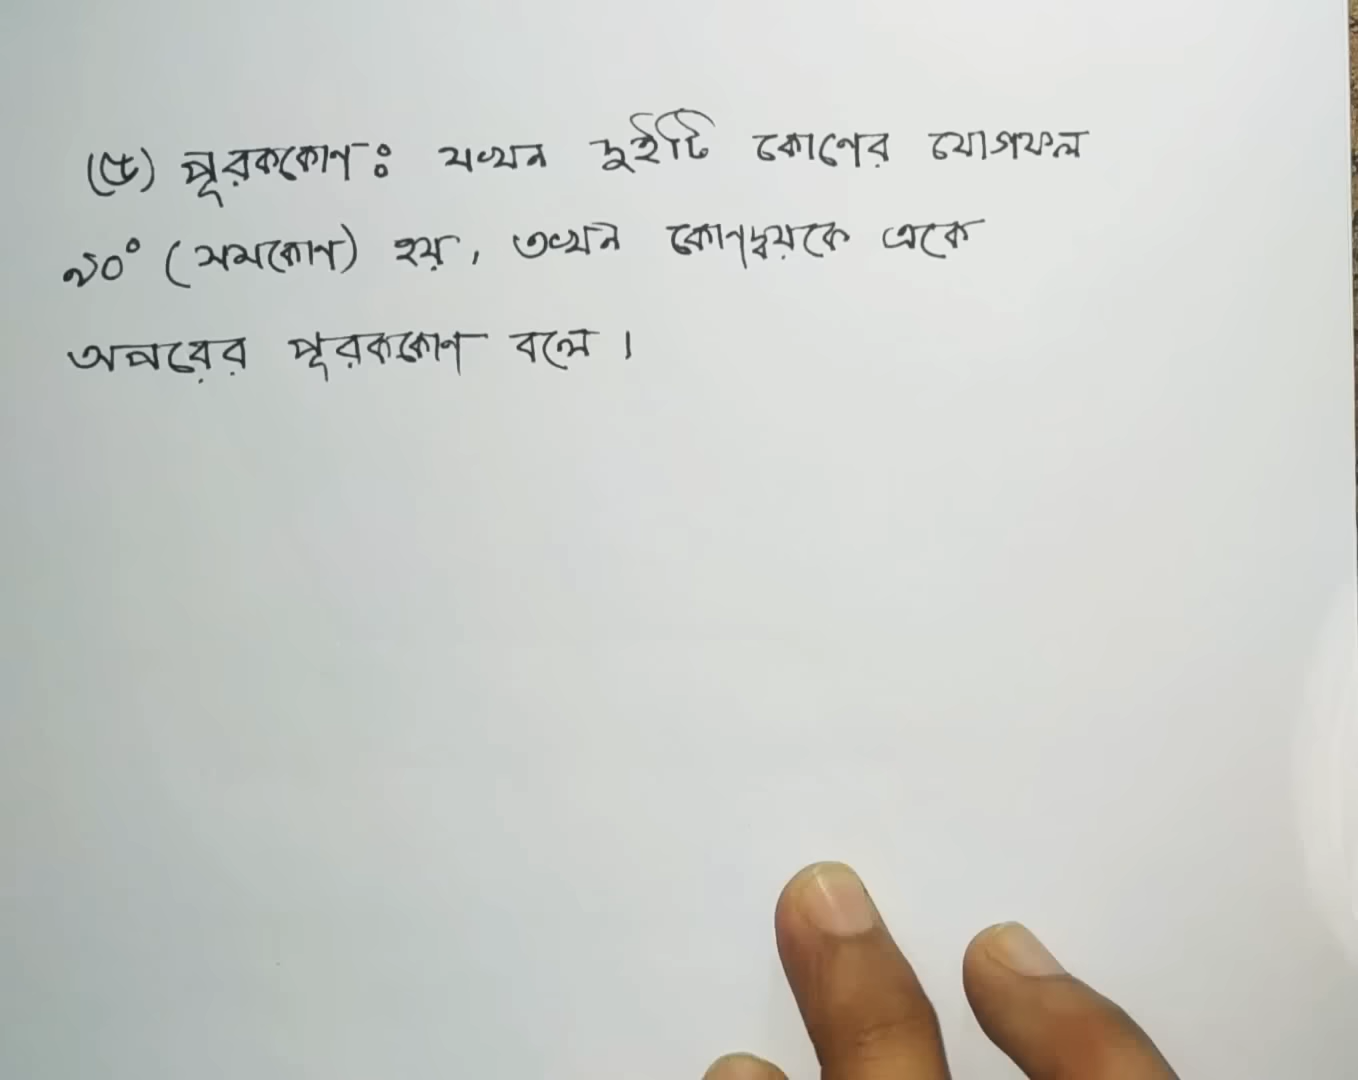 (৫) পূরককোণঃ যখন দুইটি কোণের যোগফল
৯০° (সমকোণ) হয়, তখন কোণদ্বয়কে একে
অপরের পূরককোণ বলে।